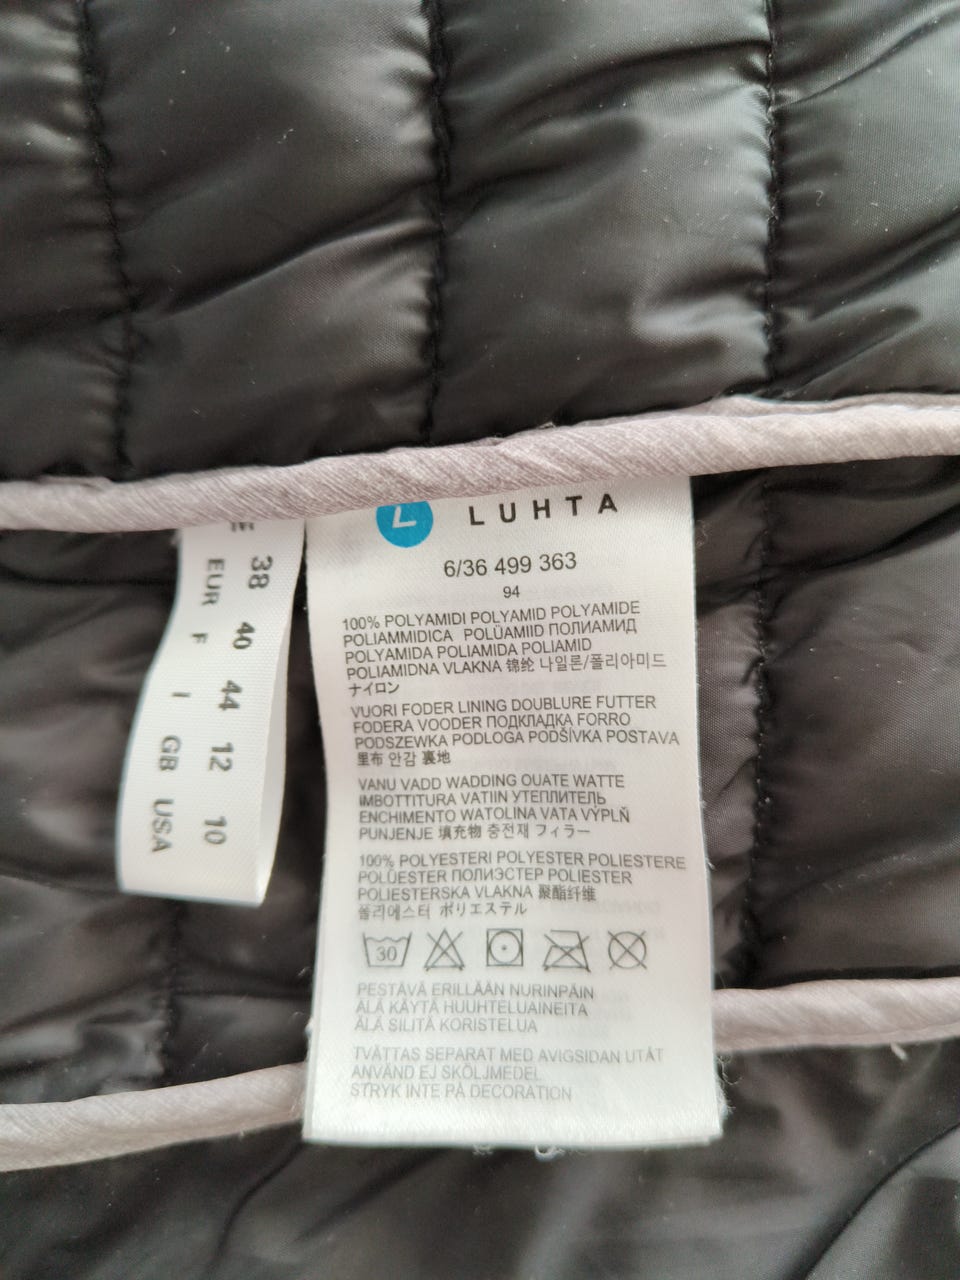 38 40 44 12 10
EUR F I GB USA
L LUHTA
6/36 499 363
94
100% POLYAMIDI POLYAMID POLYAMIDE
POLIAMMIDICA POLÜAMIID ПОЛИАМИД
POLYAMIDA POLIAMIDA POLIAMID
POLIAMIDNA VLAKNA 锦纶 나일론/폴리아미드
ナイロン
VUORI FODER LINING DOUBLURE FUTTER
FODERA VOODER ПОДКЛАДКА FORRO
PODSZEWKA PODLOGA PODŠÍVKA POSTAVA
里布 안감 裏地
VANU VADD WADDING OUATE WATTE
IMBOTTITURA VATIIN УТЕПЛИТЕЛЬ
ENCHIMENTO WATOLINA VATA VÝPLŇ
PUNJENJE 填充物 충전재 フィラー
100% POLYESTERI POLYESTER POLIESTERE
POLÜESTER ПОЛИЭСТЕР POLIESTER
POLIESTERSKA VLAKNA 聚酯纤维
폴리에스터 ポリエステル
30
PESTÄVÄ ERILLÄÄN NURINPÄIN
ÄLÄ KÄYTÄ HUUHTELUAINEITA
ÄLÄ SILITÄ KORISTELUA
TVÄTTAS SEPARAT MED AVIGSIDAN UTÅT
ANVÄND EJ SKÖLJMEDEL
STRYK INTE PÅ DECORATION